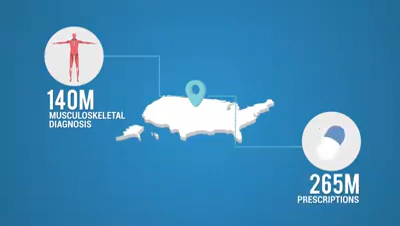 140M
MUSCULOSKELETAL
DIAGNOSIS
265M
PRESCRIPTIONS